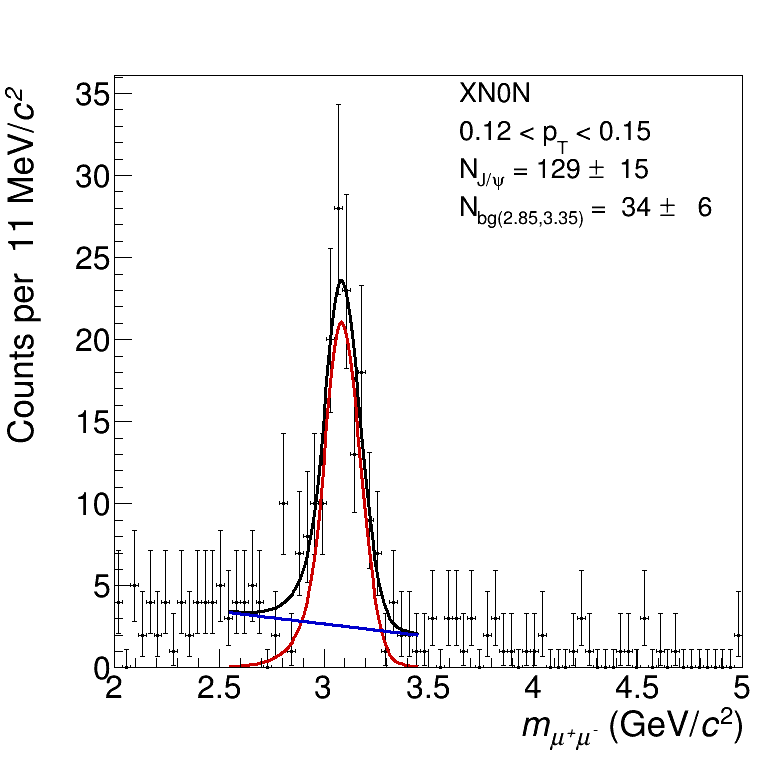 Counts per 11 MeV/c²
35
30
25
20
15
10
5
0
XN0N
0.12 < p_T < 0.15
N_J/ψ = 129 ± 15
N_bg(2.85,3.35) = 34 ± 6
2 2.5 3 3.5 4 4.5 5
m_μ⁺μ⁻ (GeV/c²)